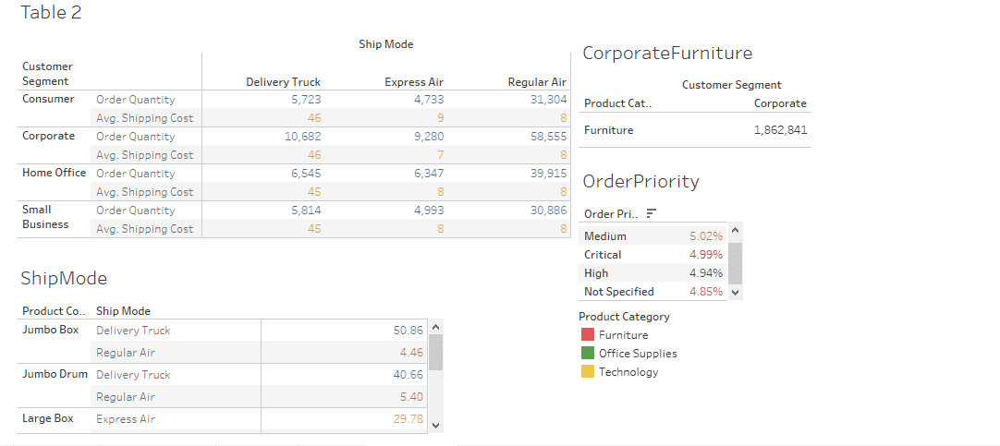 Table 2
Ship Mode
Customer
Segment Delivery Truck Express Air Regular Air
Consumer Order Quantity 5,723 4,733 31,304
Avg. Shipping Cost 46 9 8
Corporate Order Quantity 10,682 9,280 58,555
Avg. Shipping Cost 46 7 8
Home Office Order Quantity 6,545 6,347 39,915
Avg. Shipping Cost 45 8 8
Small
Business Order Quantity 5,814 4,993 30,886
Avg. Shipping Cost 45 8 8
ShipMode
Product Co.. Ship Mode
Jumbo Box Delivery Truck 50.86
Regular Air 4.46
Jumbo Drum Delivery Truck 40.66
Regular Air 5.40
Large Box Express Air 29.78
CorporateFurniture
Customer Segment
Product Cat.. Corporate
Furniture 1,862,841
OrderPriority
Order Pri..
Medium 5.02%
Critical 4.99%
High 4.94%
Not Specified 4.85%
Product Category
Furniture
Office Supplies
Technology